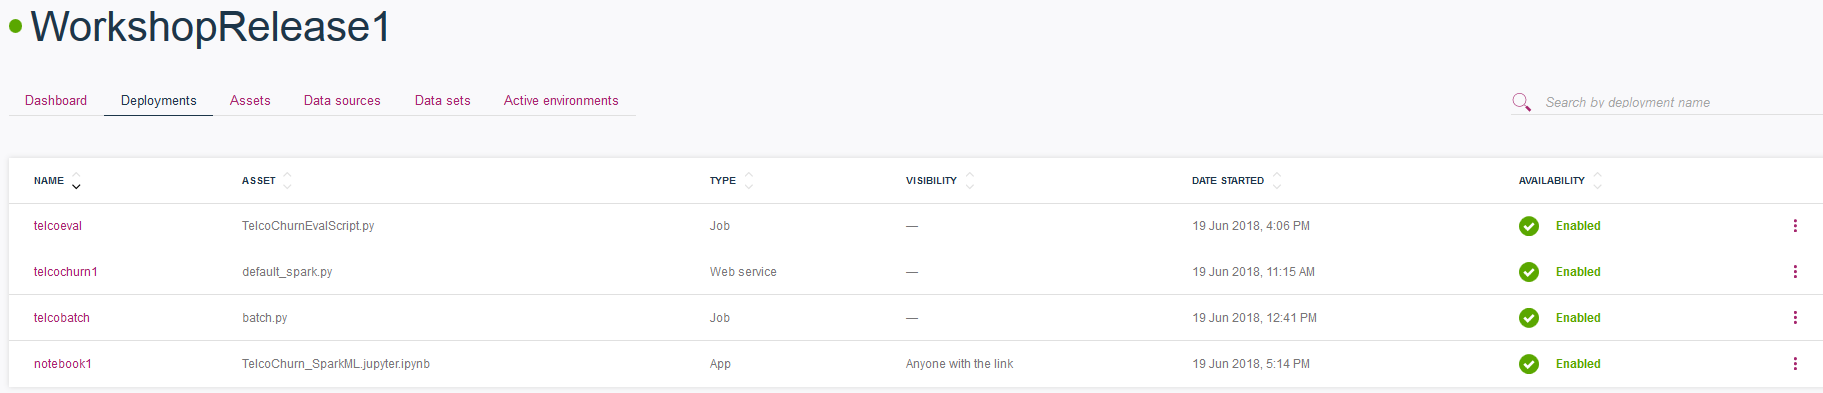 WorkshopRelease1
Dashboard Deployments Assets Data sources Data sets Active environments Search by deployment name
NAME ASSET TYPE VISIBILITY DATE STARTED AVAILABILITY
telcoeval TelcoChurnEvalScript.py Job — 19 Jun 2018, 4:06 PM Enabled
telcochurn1 default_spark.py Web service — 19 Jun 2018, 11:15 AM Enabled
telcobatch batch.py Job — 19 Jun 2018, 12:41 PM Enabled
notebook1 TelcoChurn_SparkML.jupyter.ipynb App Anyone with the link 19 Jun 2018, 5:14 PM Enabled